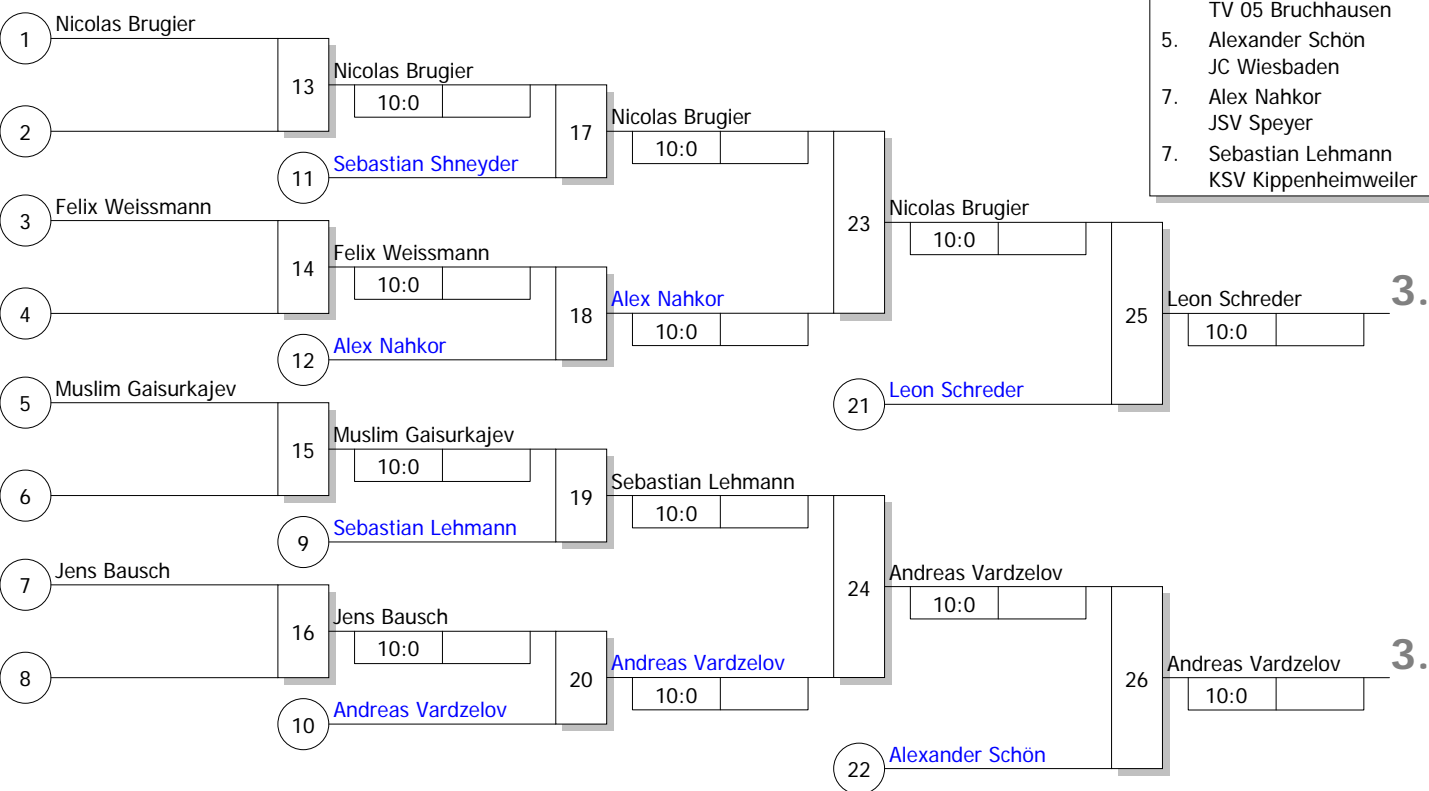 TV 05 Bruchhausen
5. Alexander Schön
JC Wiesbaden
7. Alex Nahkor
JSV Speyer
7. Sebastian Lehmann
KSV Kippenheimweiler
1 Nicolas Brugier
2
13
3 Felix Weissmann
4
14
5 Muslim Gaisurkajev
6
15
7 Jens Bausch
8
16
Nicolas Brugier
10:0
11 Sebastian Shneyder
17
Felix Weissmann
10:0
12 Alex Nahkor
18
Muslim Gaisurkajev
10:0
9 Sebastian Lehmann
19
Jens Bausch
10:0
10 Andreas Vardzelov
20
Nicolas Brugier
10:0
Alex Nahkor
10:0
23
Sebastian Lehmann
10:0
Andreas Vardzelov
10:0
24
Nicolas Brugier
10:0
21 Leon Schreder
25
Andreas Vardzelov
10:0
22 Alexander Schön
26
Leon Schreder 3.
10:0
Andreas Vardzelov 3.
10:0